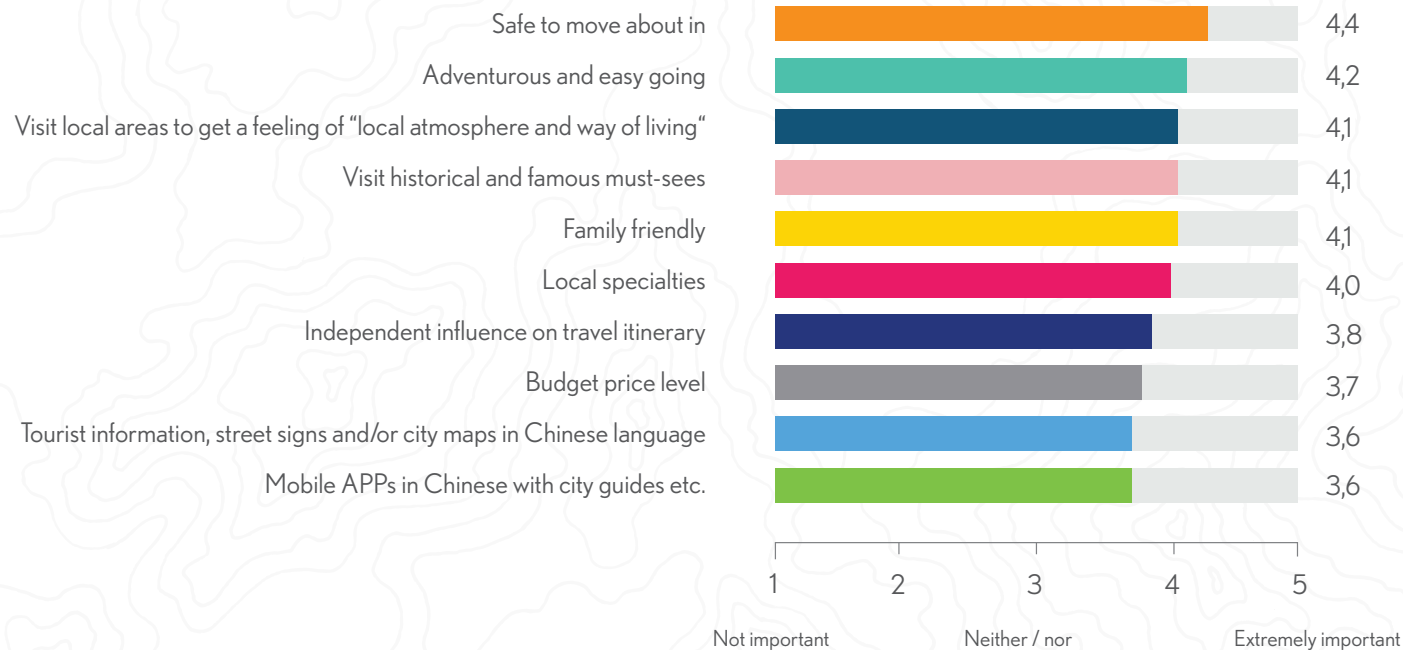 Safe to move about in 4,4
Adventurous and easy going 4,2
Visit local areas to get a feeling of “local atmosphere and way of living“ 4,1
Visit historical and famous must-sees 4,1
Family friendly 4,1
Local specialties 4,0
Independent influence on travel itinerary 3,8
Budget price level 3,7
Tourist information, street signs and/or city maps in Chinese language 3,6
Mobile APPs in Chinese with city guides etc. 3,6
1 2 3 4 5
Not important Neither / nor Extremely important